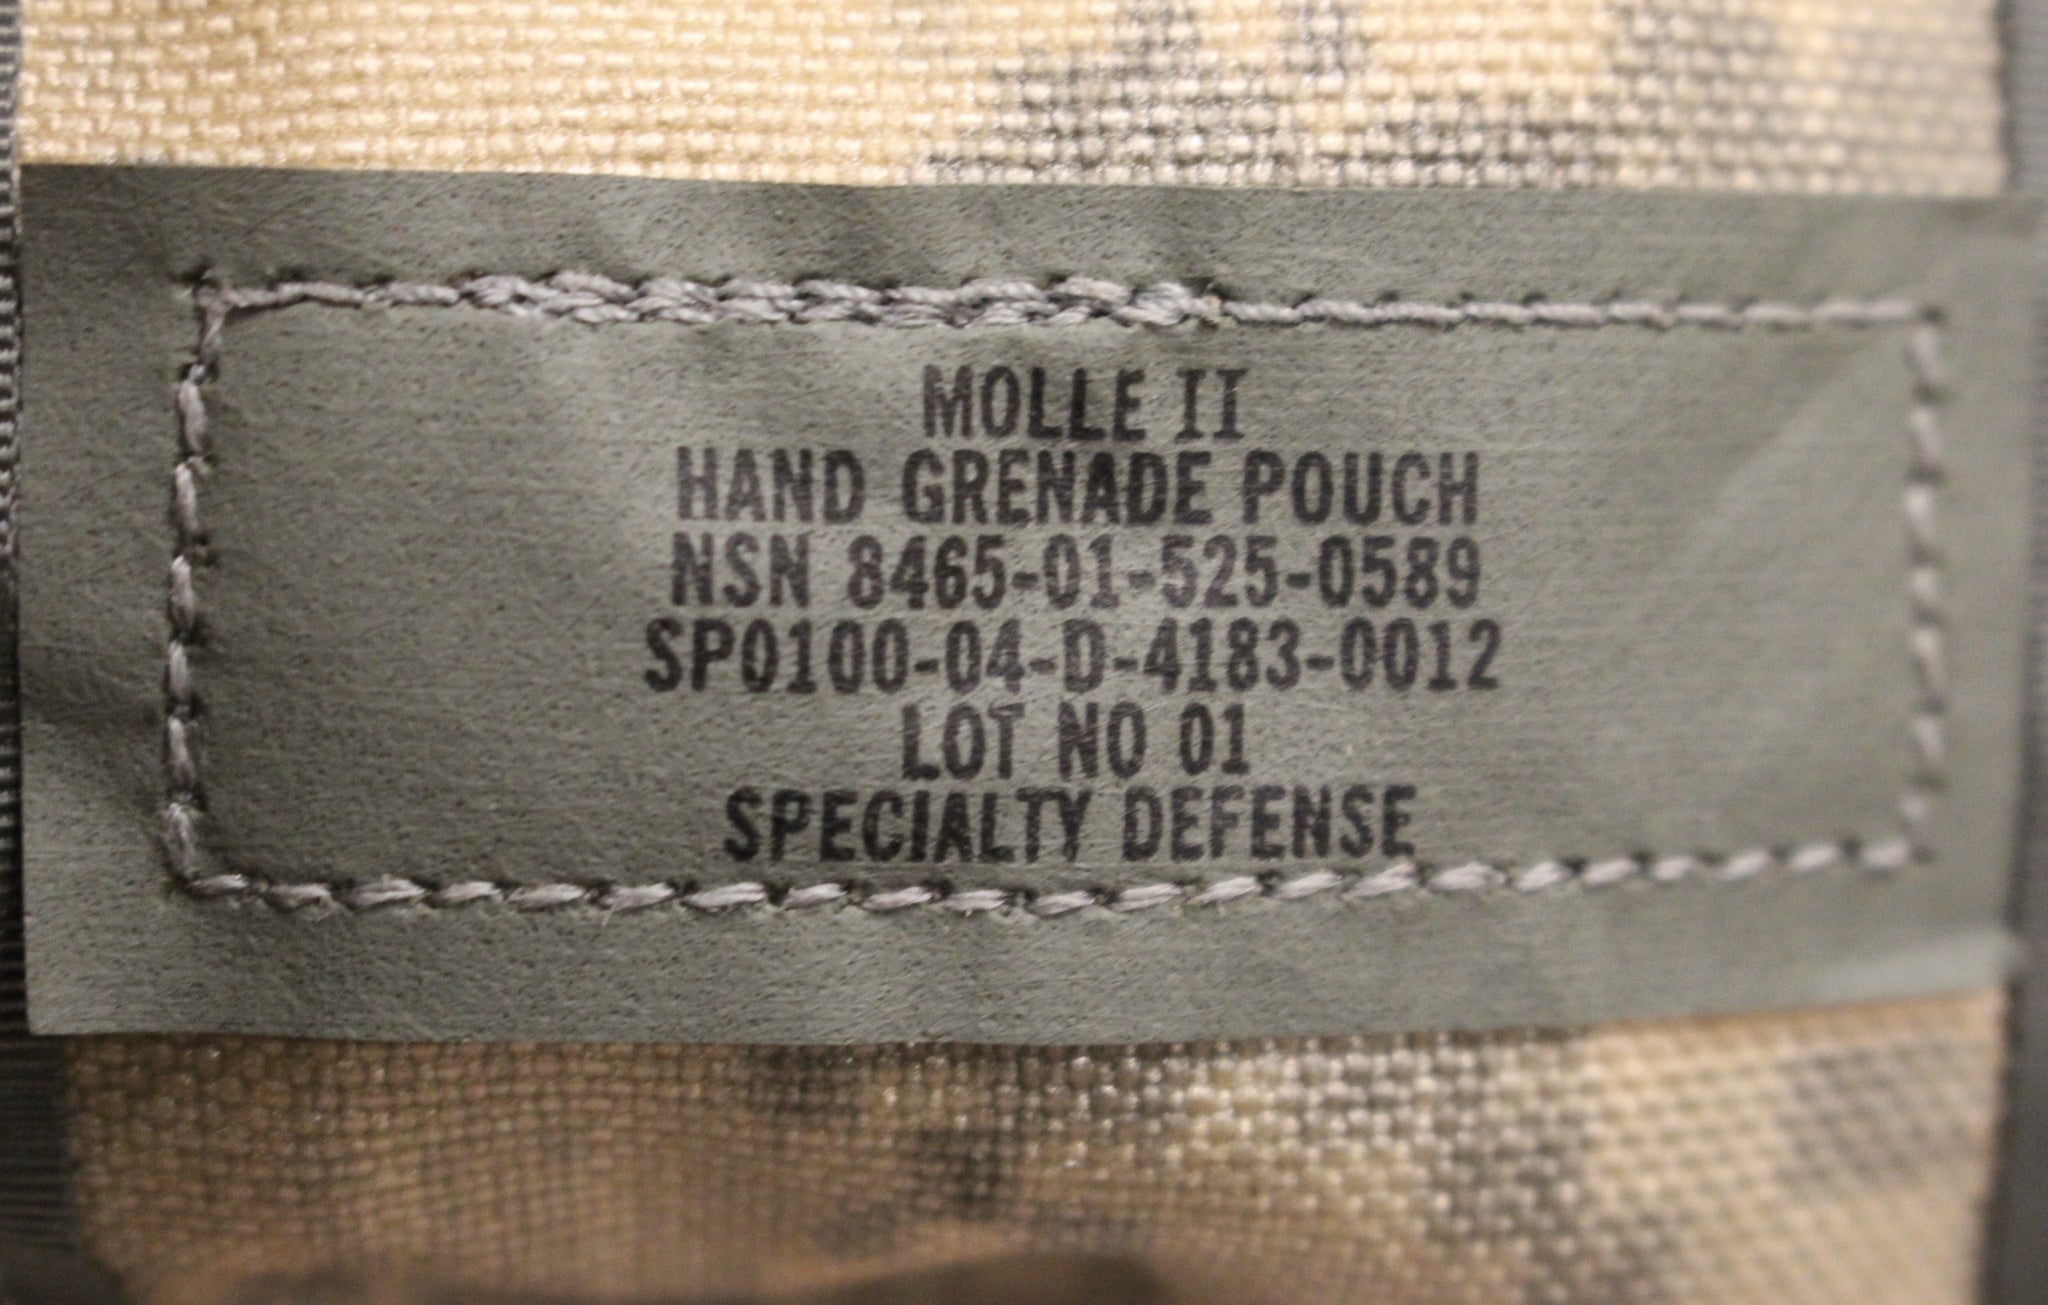 MOLLE II
HAND GRENADE POUCH
NSN 8465-01-525-0589
SP0100-04-D-4183-0012
LOT NO 01
SPECIALTY DEFENSE